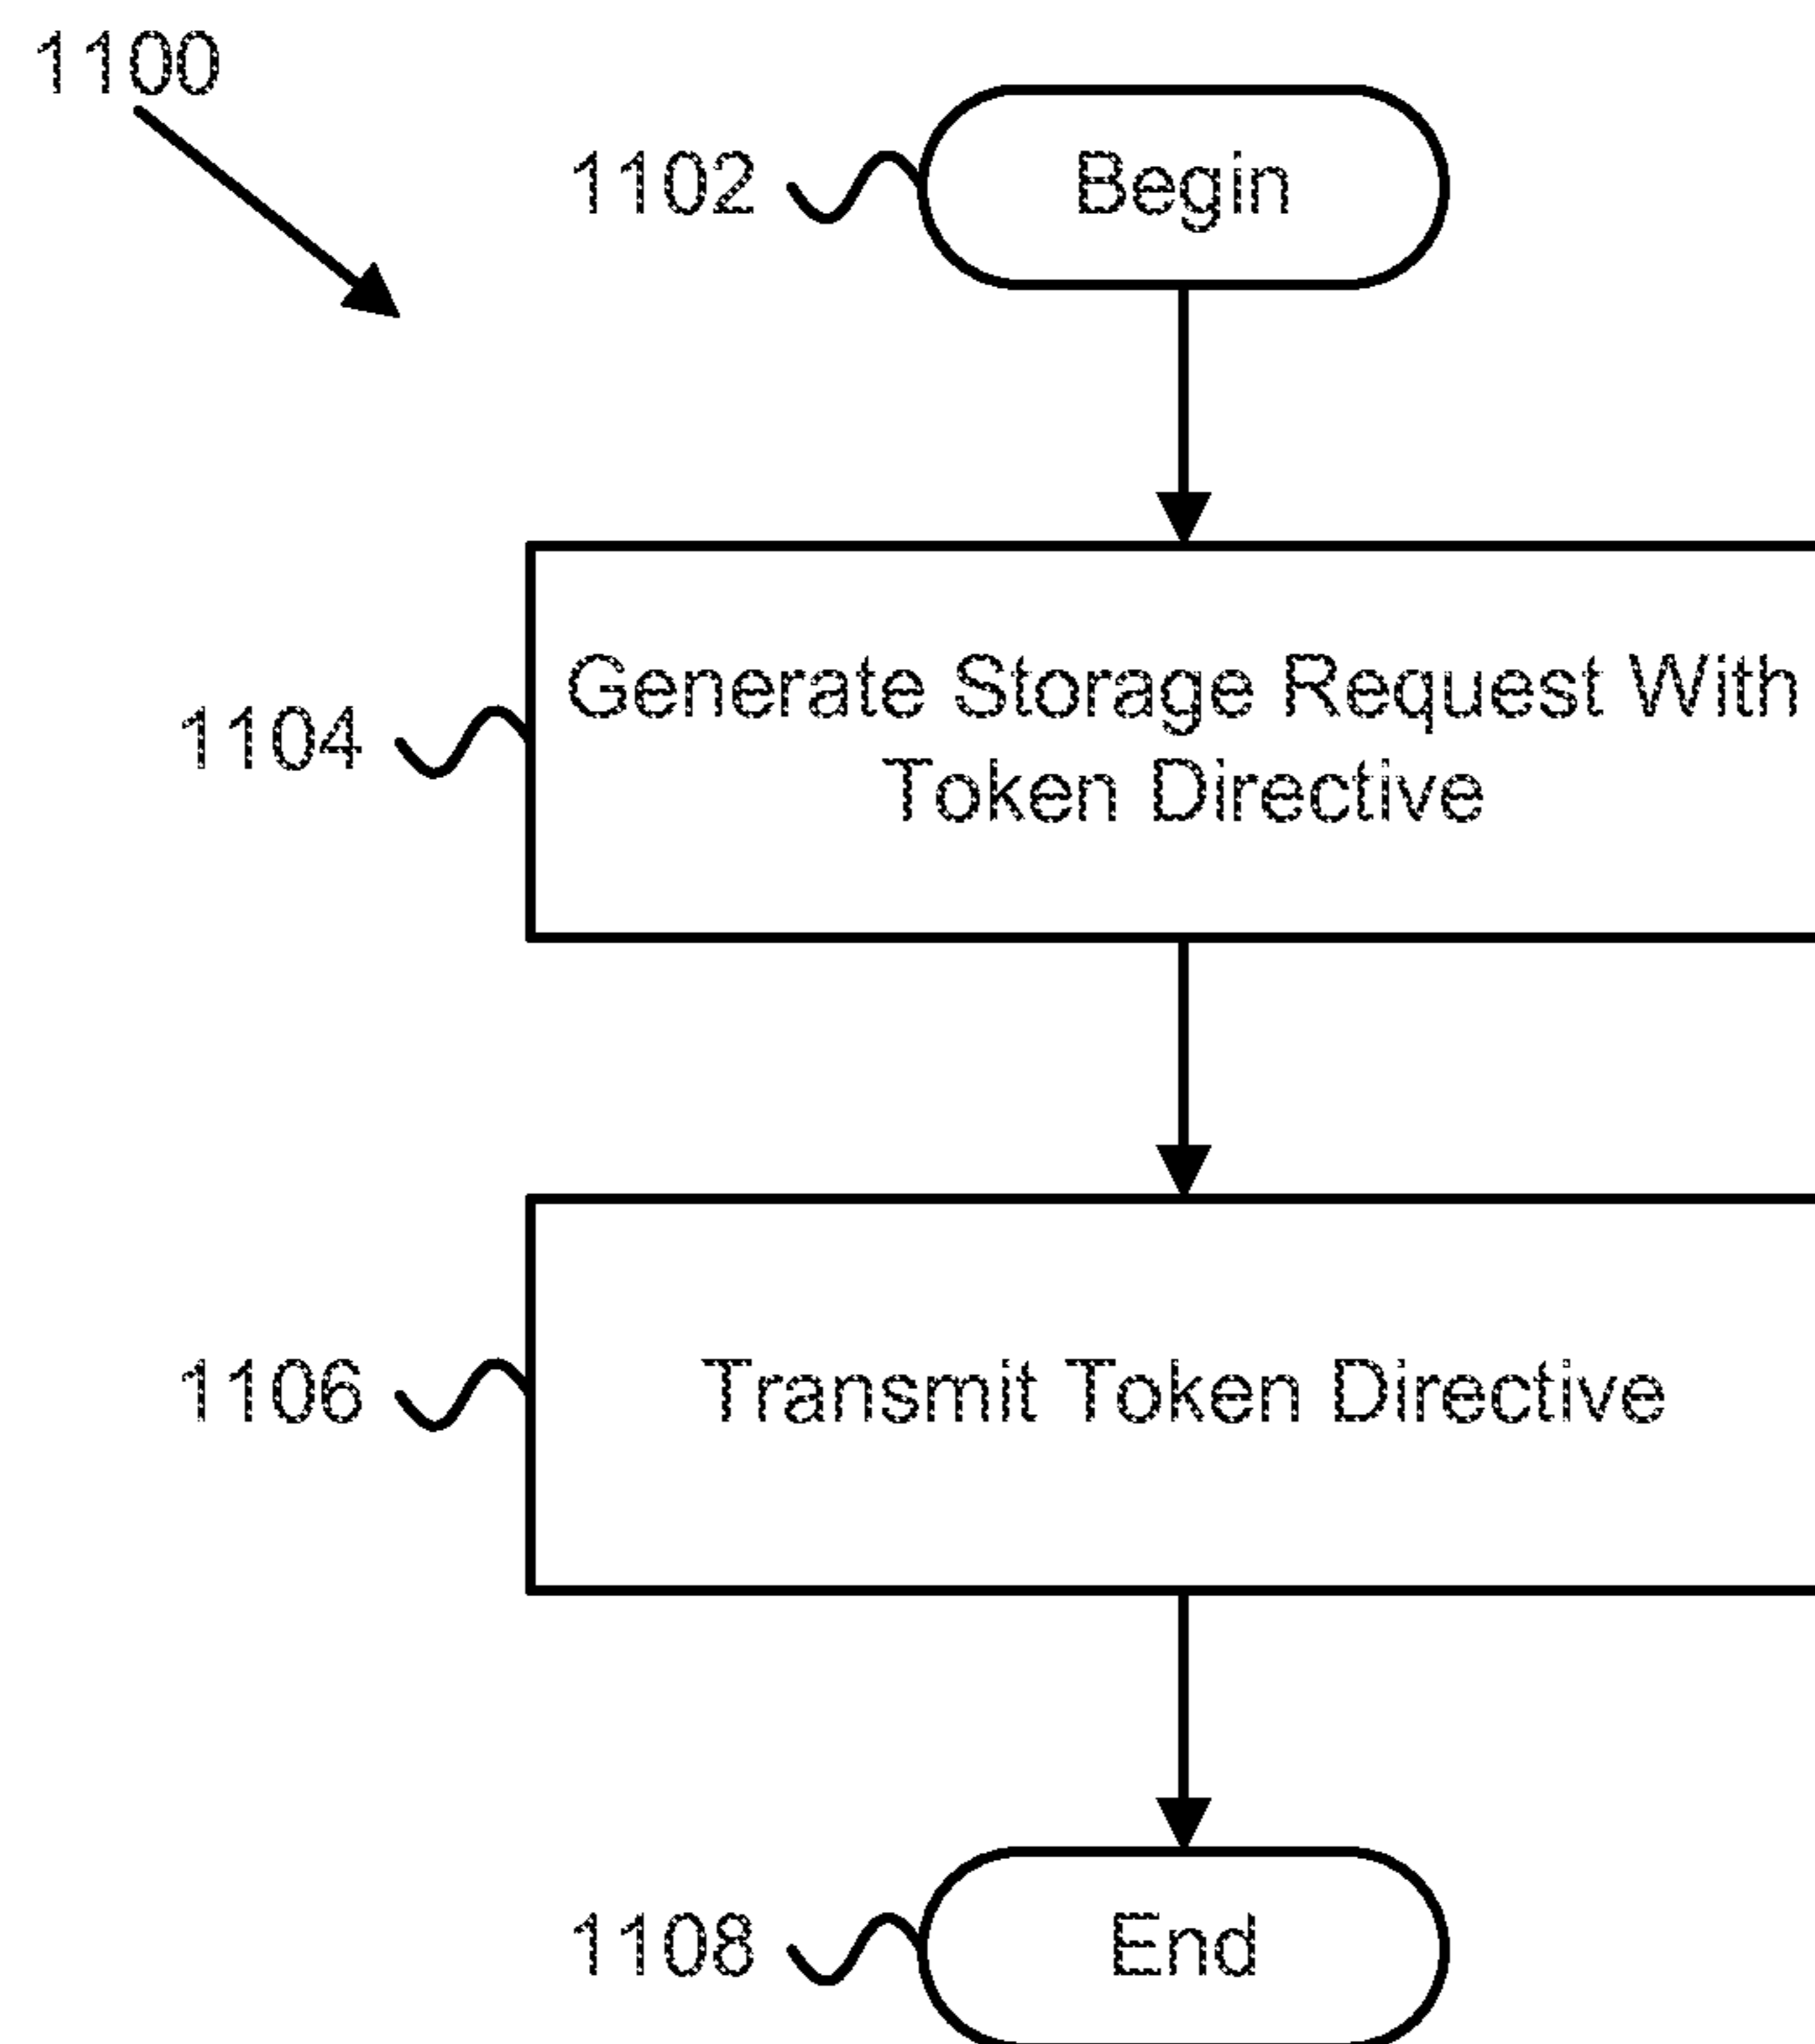 1100
1102
Begin
1104
Generate Storage Request With
Token Directive
1106
Transmit Token Directive
1108
End